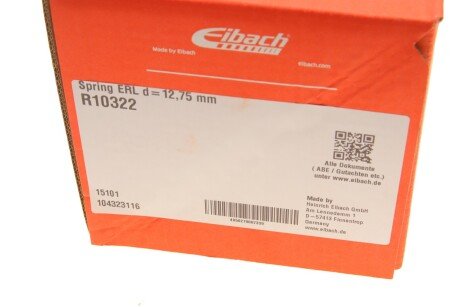 Eibach
Made by Eibach
eibach.com
Spring ERL d=12,75 mm
R10322
Alle Dokumente
( ABE / Gutachten etc.)
unter www.eibach.de
15101
104323116
Made by
Heinrich Eibach GmbH
Am Lennedamm 1
D-57413 Finnentrop
Germany
www.eibach.de